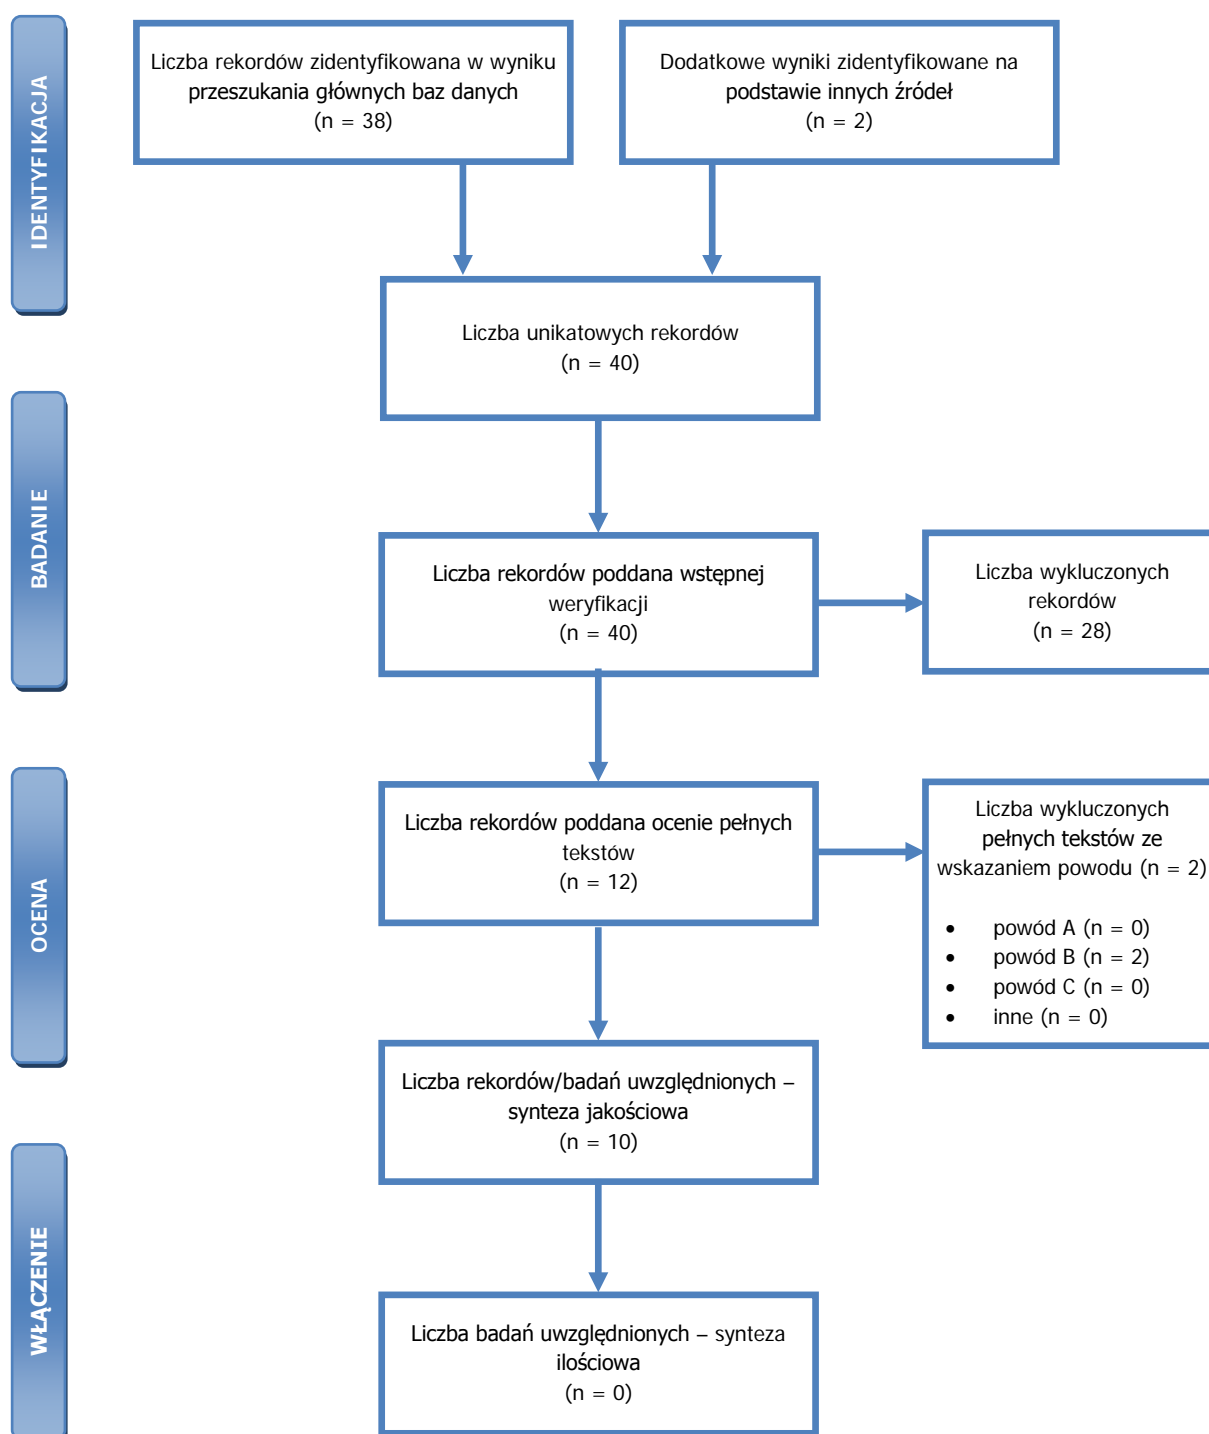 IDENTYFIKACJA
Liczba rekordów zidentyfikowana w wyniku
przeszukania głównych baz danych
(n = 38)
Dodatkowe wyniki zidentyfikowane na
podstawie innych źródeł
(n = 2)
Liczba unikatowych rekordów
(n = 40)
BADANIE
Liczba rekordów poddana wstępnej
weryfikacji
(n = 40)
Liczba wykluczonych
rekordów
(n = 28)
OCENA
Liczba rekordów poddana ocenie pełnych
tekstów
(n = 12)
Liczba wykluczonych
pełnych tekstów ze
wskazaniem powodu (n = 2)
• powód A (n = 0)
• powód B (n = 2)
• powód C (n = 0)
• inne (n = 0)
Liczba rekordów/badań uwzględnionych –
synteza jakościowa
(n = 10)
WŁĄCZENIE
Liczba badań uwzględnionych – synteza
ilościowa
(n = 0)